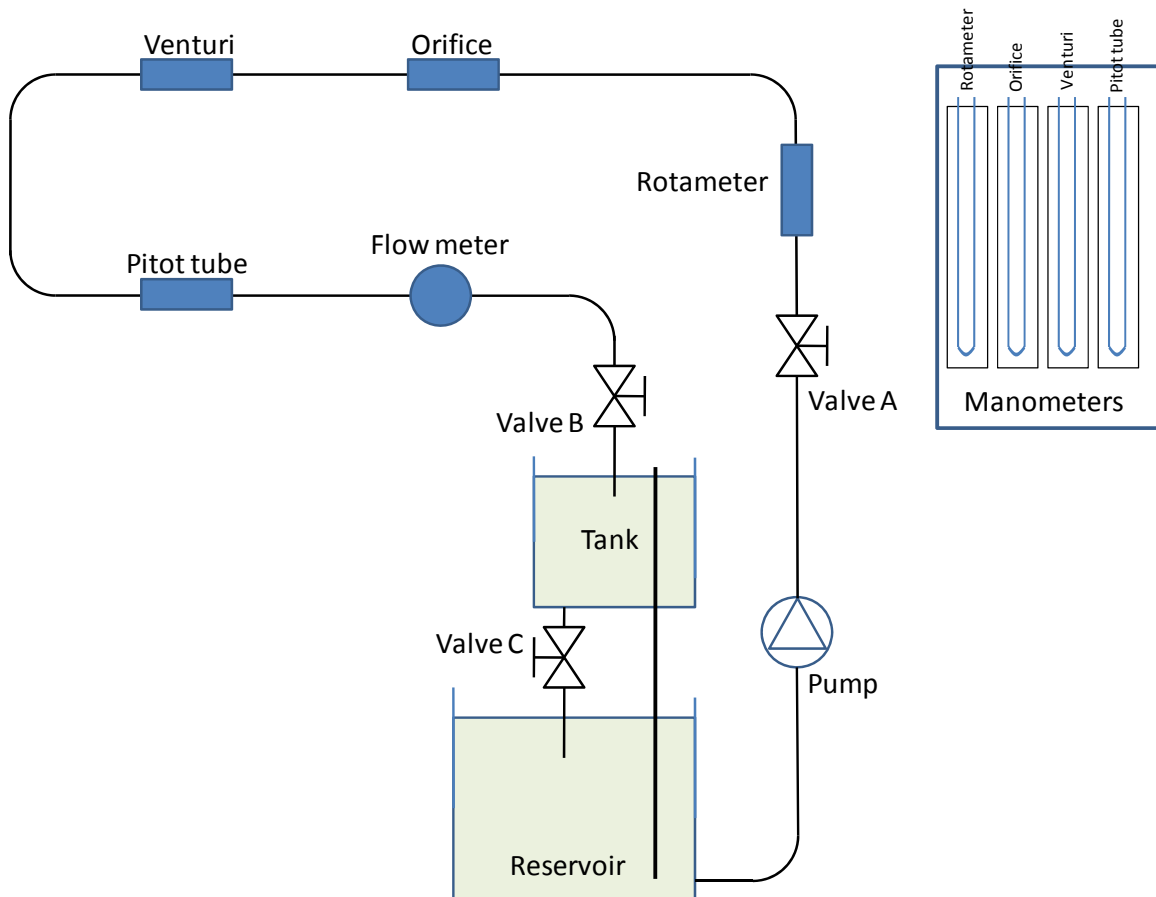 Venturi
Orifice
Rotameter
Orifice
Venturi
Pitot tube
Rotameter
Pitot tube
Flow meter
Valve A
Manometers
Valve B
Tank
Valve C
Pump
Reservoir